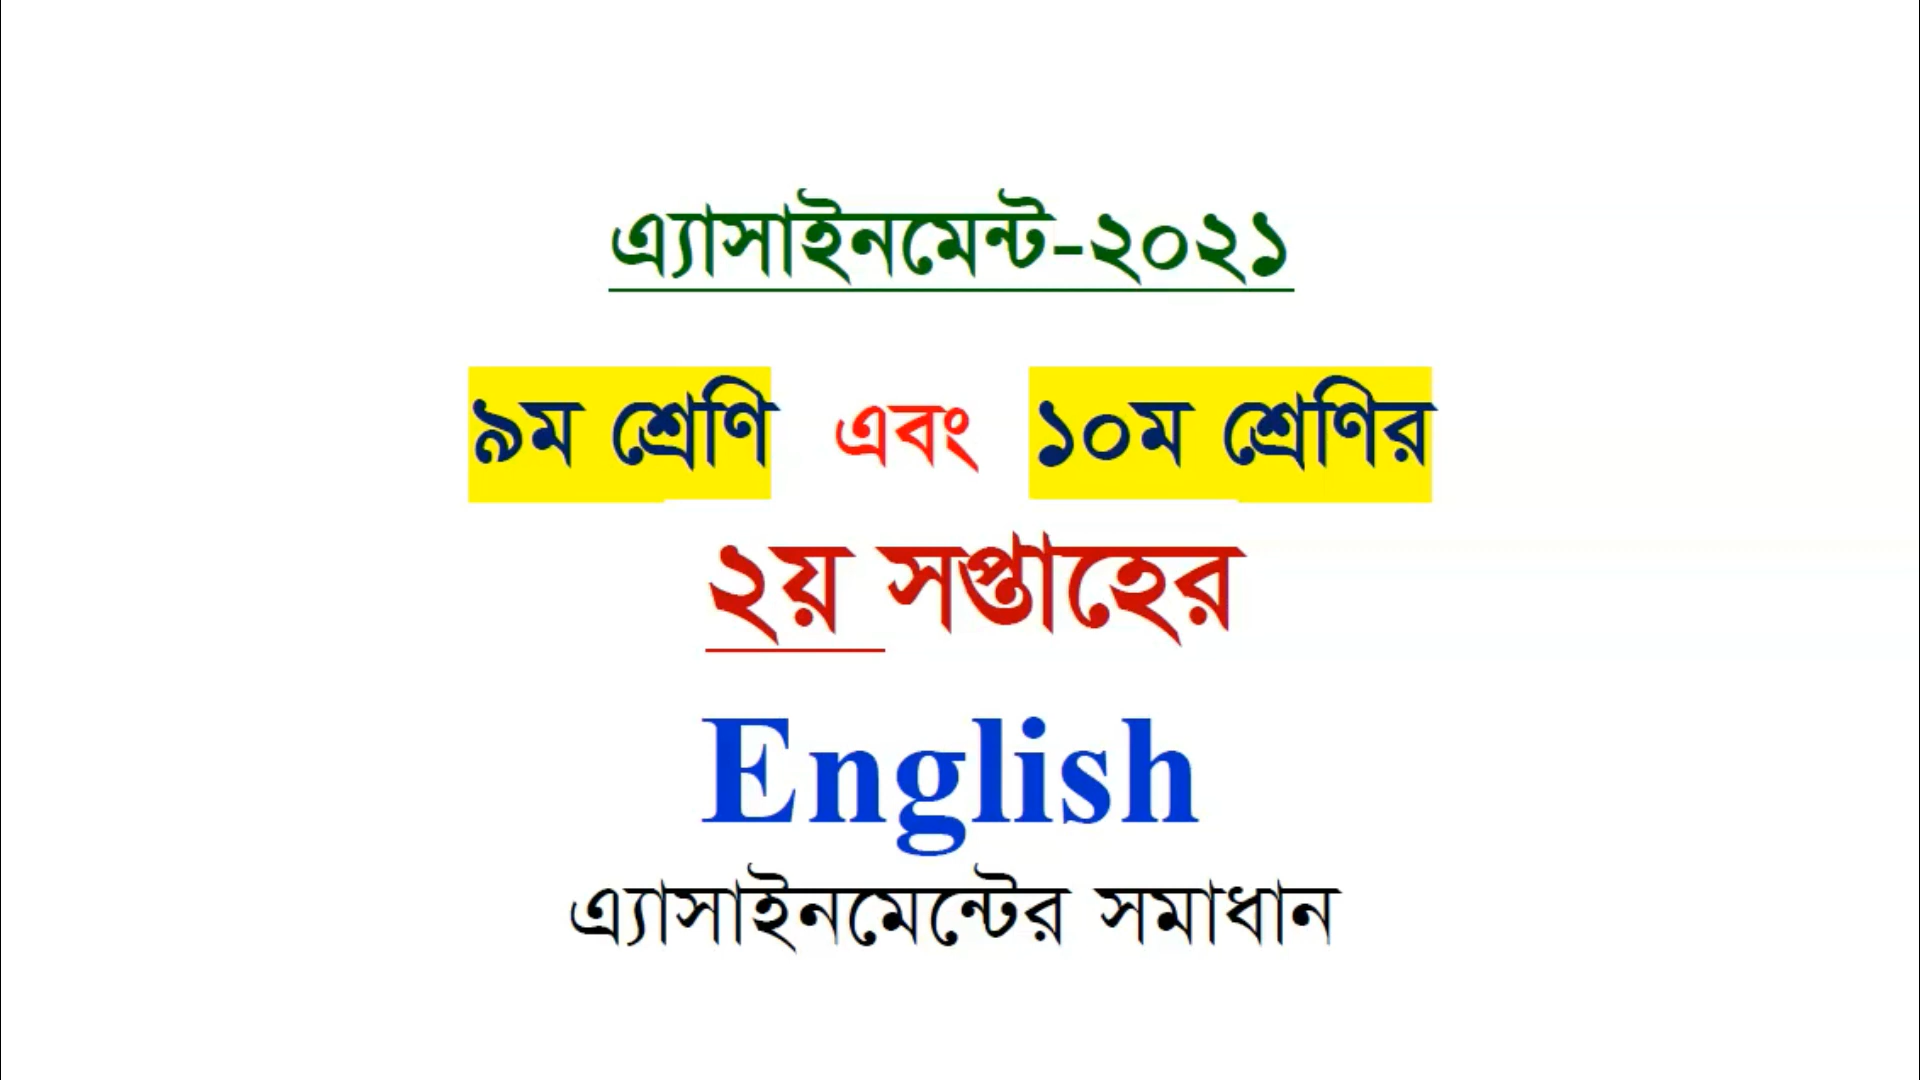 এ্যাসাইনমেন্ট-২০২১
৯ম শ্রেণি এবং ১০ম শ্রেণির
২য় সপ্তাহের
English
এ্যাসাইনমেন্টের সমাধান